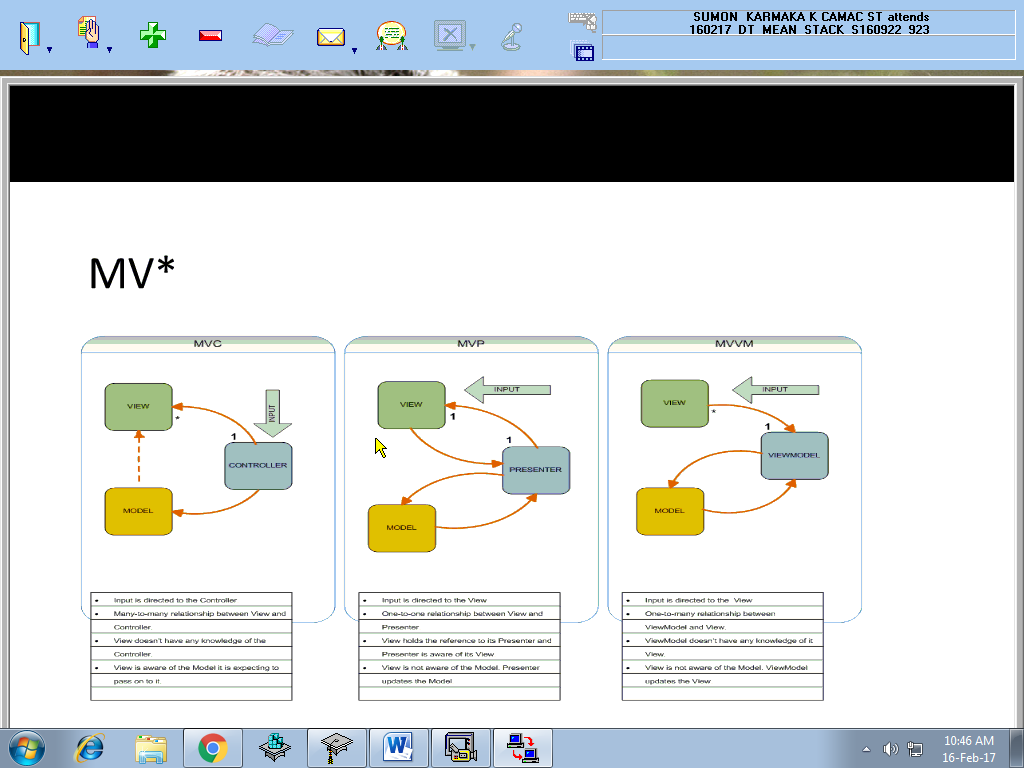 SUMON KARMAKA K CAMAC ST attends
160217 DT MEAN STACK S160922 923
MV*
MVC
VIEW
*
INPUT
1
CONTROLLER
MODEL
• Input is directed to the Controller
• Many-to-many relationship between View and
Controller.
• View doesn't have any knowledge of the
Controller.
• View is aware of the Model it is expecting to
pass on to it.
MVP
INPUT
VIEW
1
1
PRESENTER
MODEL
• Input is directed to the View
• One-to-one relationship between View and
Presenter
• View holds the reference to its Presenter and
Presenter is aware of its View
• View is not aware of the Model. Presenter
updates the Model
MVVM
INPUT
VIEW
*
1
VIEWMODEL
MODEL
• Input is directed to the View
• One-to-many relationship between
ViewModel and View.
• ViewModel doesn't have any knowledge of it
View.
• View is not aware of the Model. ViewModel
updates the View
10:46 AM
16-Feb-17